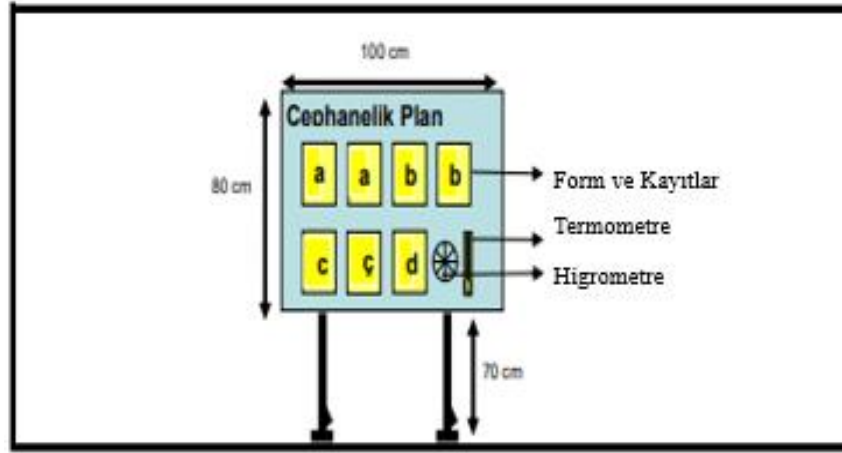 100 cm
Cephanelik Plan
80 cm
a a b b
Form ve Kayıtlar
Termometre
c ç d
Higrometre
70 cm